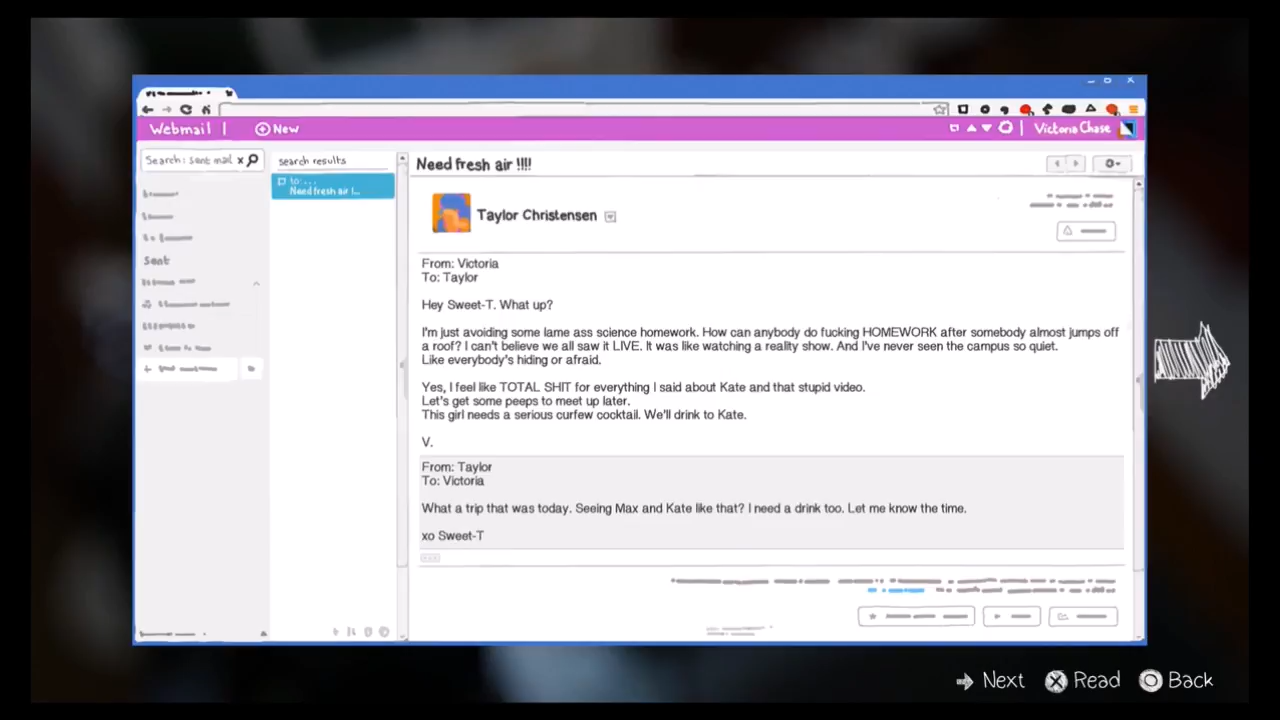 Webmail |
New
Victoria Chase
Search: sent mail x
search results
Need fresh air !!!!
to:...
Need fresh air !...
Taylor Christensen
Sent
From: Victoria
To: Taylor
Hey Sweet-T. What up?
I'm just avoiding some lame ass science homework. How can anybody do fucking HOMEWORK after somebody almost jumps off
a roof? I can't believe we all saw it LIVE. It was like watching a reality show. And I've never seen the campus so quiet.
Like everybody's hiding or afraid.
Yes, I feel like TOTAL SHIT for everything I said about Kate and that stupid video.
Let's get some peeps to meet up later.
This girl needs a serious curfew cocktail. We'll drink to Kate.
V.
From: Taylor
To: Victoria
What a trip that was today. Seeing Max and Kate like that? I need a drink too. Let me know the time.
xo Sweet-T
Next
Read
Back